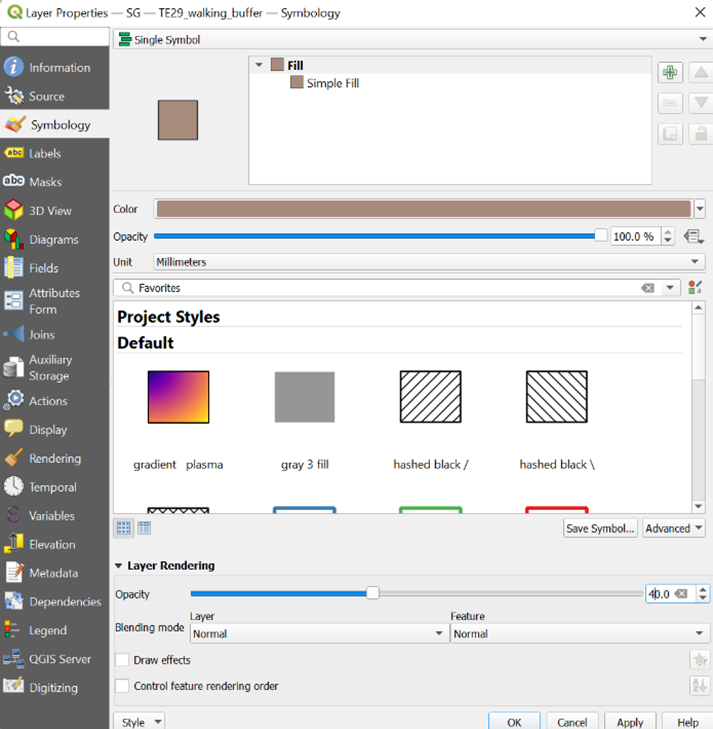 Layer Properties — SG — TE29_walking_buffer — Symbology
Single Symbol
Information
Source
Symbology
Labels
abc
Masks
abc
3D View
Diagrams
Fields
Attributes
Form
Joins
Auxiliary
Storage
Actions
Display
Rendering
Temporal
Variables
Elevation
Metadata
Dependencies
Legend
QGIS Server
Digitizing
Fill
Simple Fill
Color
Opacity
100.0 %
Unit
Millimeters
Favorites
Project Styles
Default
gradient plasma
gray 3 fill
hashed black /
hashed black \
Save Symbol...
Advanced
Layer Rendering
Opacity
40.0
Blending mode
Layer
Normal
Feature
Normal
Draw effects
Control feature rendering order
Style
OK
Cancel
Apply
Help